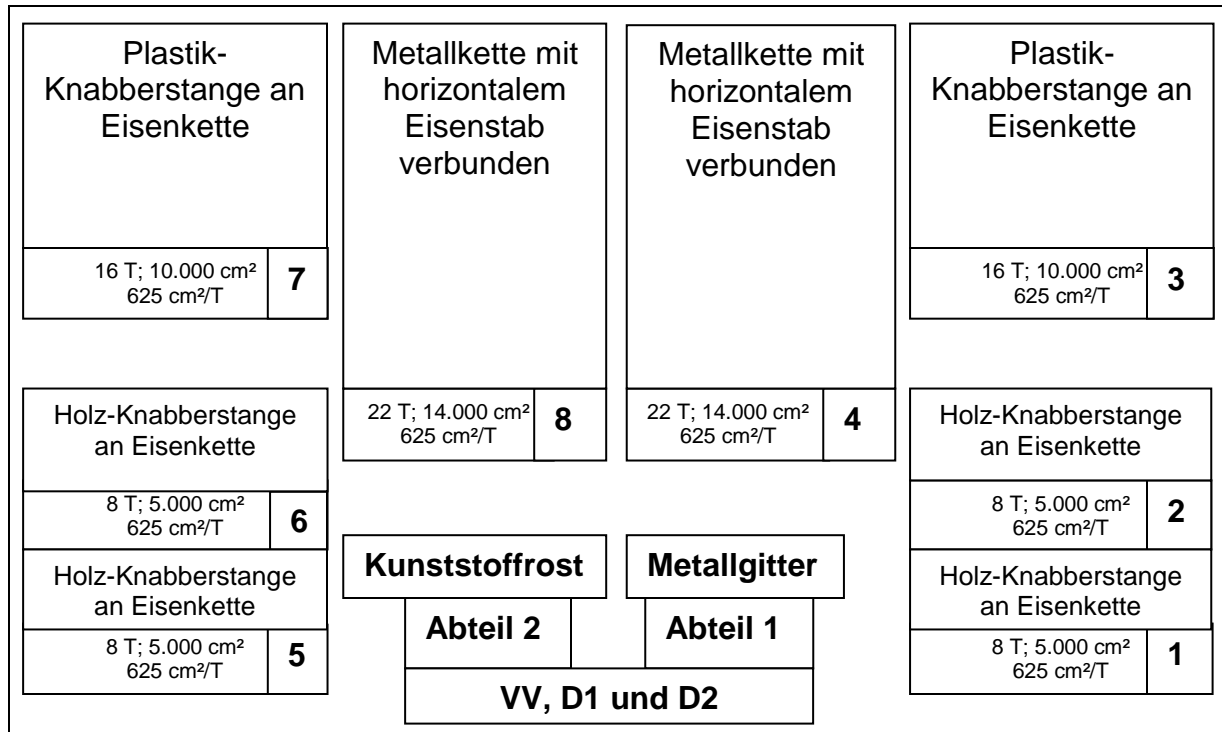 Plastik-
Knabberstange an
Eisenkette
16 T; 10.000 cm²
625 cm²/T
7
Metallkette mit
horizontalem
Eisenstab
verbunden
22 T; 14.000 cm²
625 cm²/T
8
Metallkette mit
horizontalem
Eisenstab
verbunden
22 T; 14.000 cm²
625 cm²/T
4
Plastik-
Knabberstange an
Eisenkette
16 T; 10.000 cm²
625 cm²/T
3
Holz-Knabberstange
an Eisenkette
8 T; 5.000 cm²
625 cm²/T
6
Holz-Knabberstange
an Eisenkette
8 T; 5.000 cm²
625 cm²/T
5
Kunststoffrost
Abteil 2
Metallgitter
Abteil 1
VV, D1 und D2
Holz-Knabberstange
an Eisenkette
8 T; 5.000 cm²
625 cm²/T
2
Holz-Knabberstange
an Eisenkette
8 T; 5.000 cm²
625 cm²/T
1